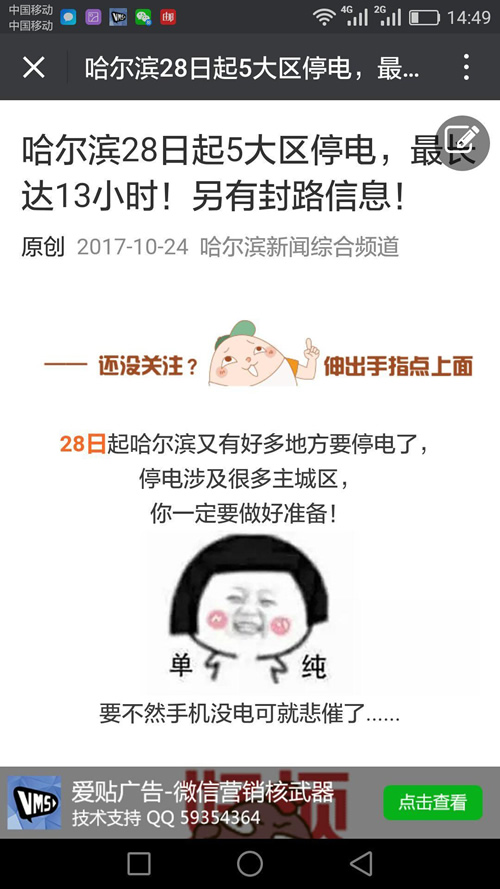 中国移动
中国移动
4G
2G
14:49
哈尔滨28日起5大区停电，最...
哈尔滨28日起5大区停电，最长
达13小时！另有封路信息！
原创 2017-10-24 哈尔滨新闻综合频道
—— 还没关注？ 伸出手指点上面
28日起哈尔滨又有好多地方要停电了，
停电涉及很多主城区，
你一定要做好准备！
单 纯
要不然手机没电可就悲催了......
VMS
爱贴广告-微信营销核武器
技术支持 QQ 59354364
点击查看